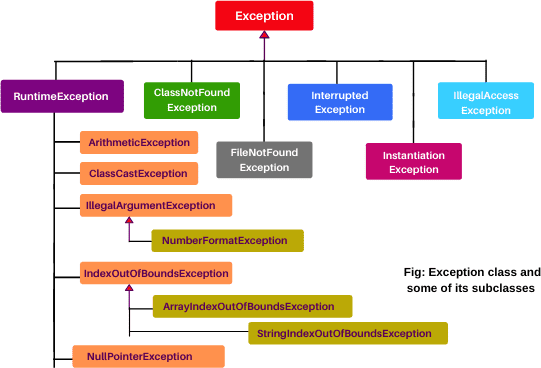 Exception
RuntimeException
ClassNotFound
Exception
Interrupted
Exception
IllegalAccess
Exception
FileNotFound
Exception
Instantiation
Exception
ArithmeticException
ClassCastException
IllegalArgumentException
NumberFormatException
IndexOutOfBoundsException
ArrayIndexOutOfBoundsException
StringIndexOutOfBoundsException
NullPointerException
Fig: Exception class and
some of its subclasses